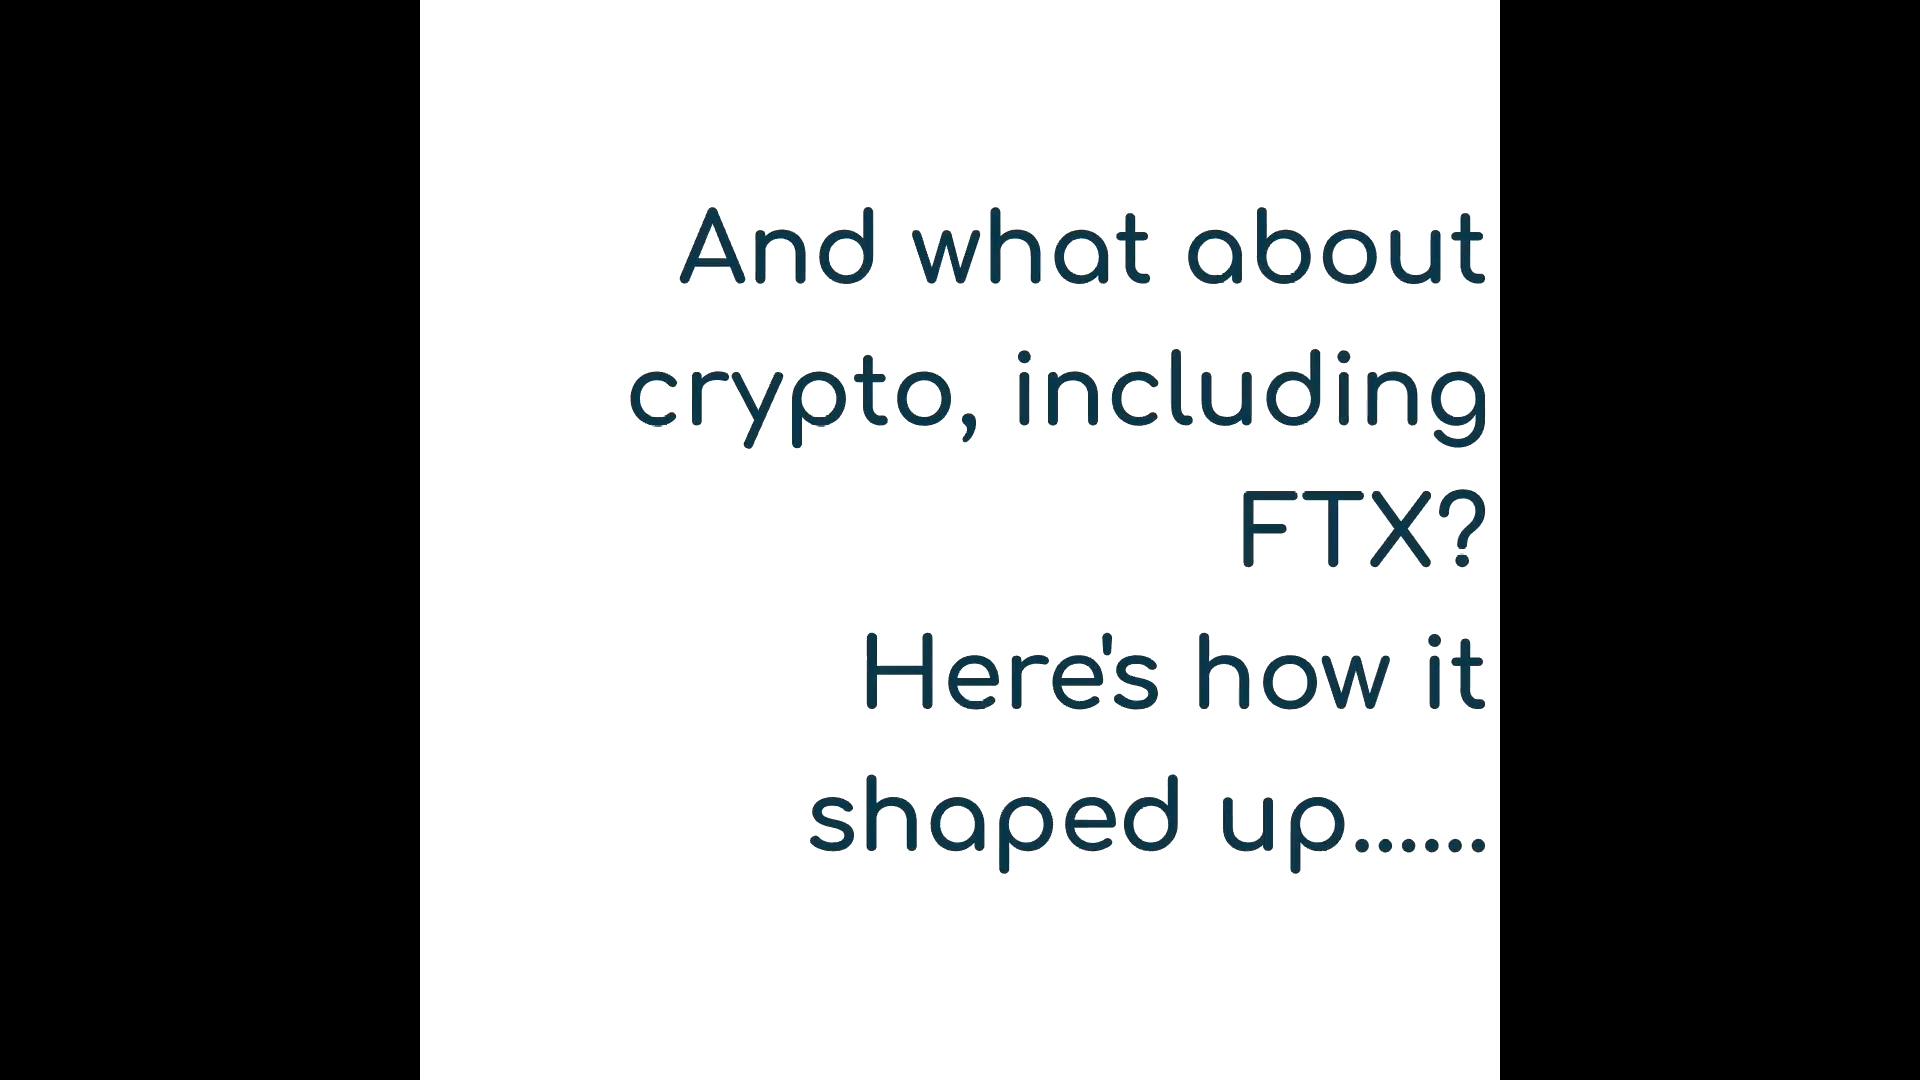 And what about
crypto, including
FTX?
Here's how it
shaped up......